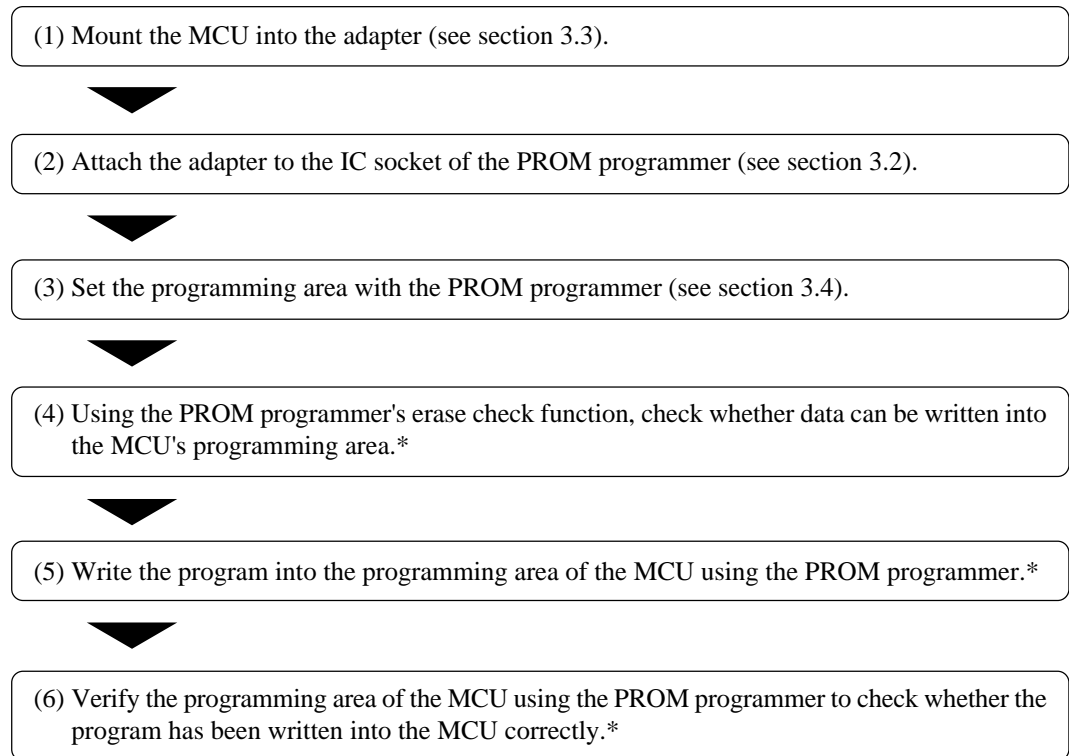 (1) Mount the MCU into the adapter (see section 3.3).
(2) Attach the adapter to the IC socket of the PROM programmer (see section 3.2).
(3) Set the programming area with the PROM programmer (see section 3.4).
(4) Using the PROM programmer's erase check function, check whether data can be written into
the MCU's programming area.*
(5) Write the program into the programming area of the MCU using the PROM programmer.*
(6) Verify the programming area of the MCU using the PROM programmer to check whether the
program has been written into the MCU correctly.*